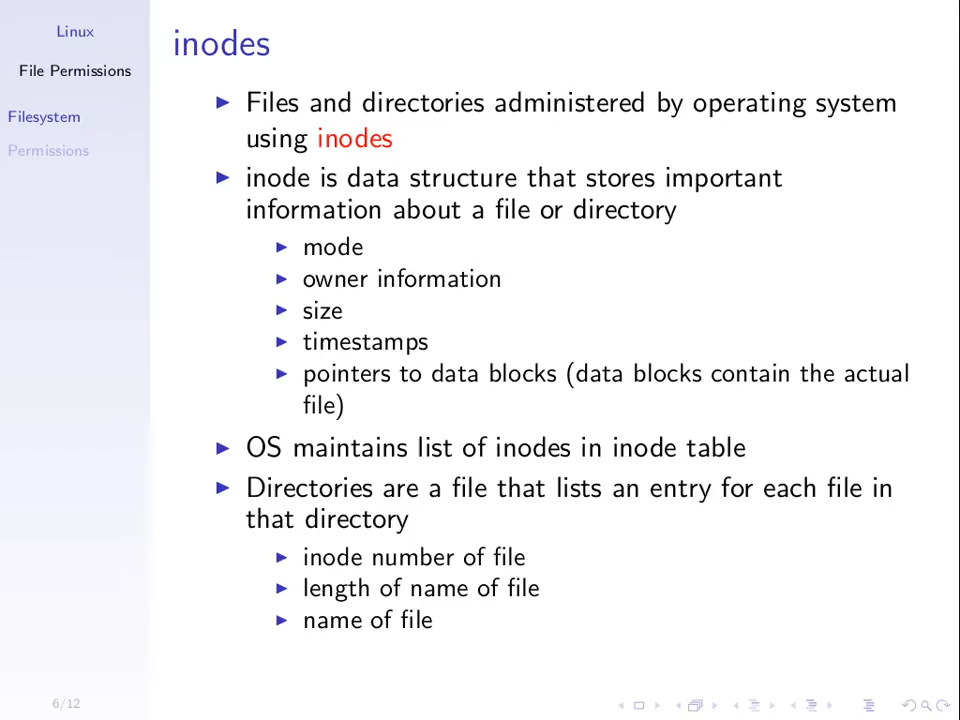 Linux
File Permissions
Filesystem
Permissions
inodes
Files and directories administered by operating system
using inodes
inode is data structure that stores important
information about a file or directory
mode
owner information
size
timestamps
pointers to data blocks (data blocks contain the actual
file)
OS maintains list of inodes in inode table
Directories are a file that lists an entry for each file in
that directory
inode number of file
length of name of file
name of file
6/12